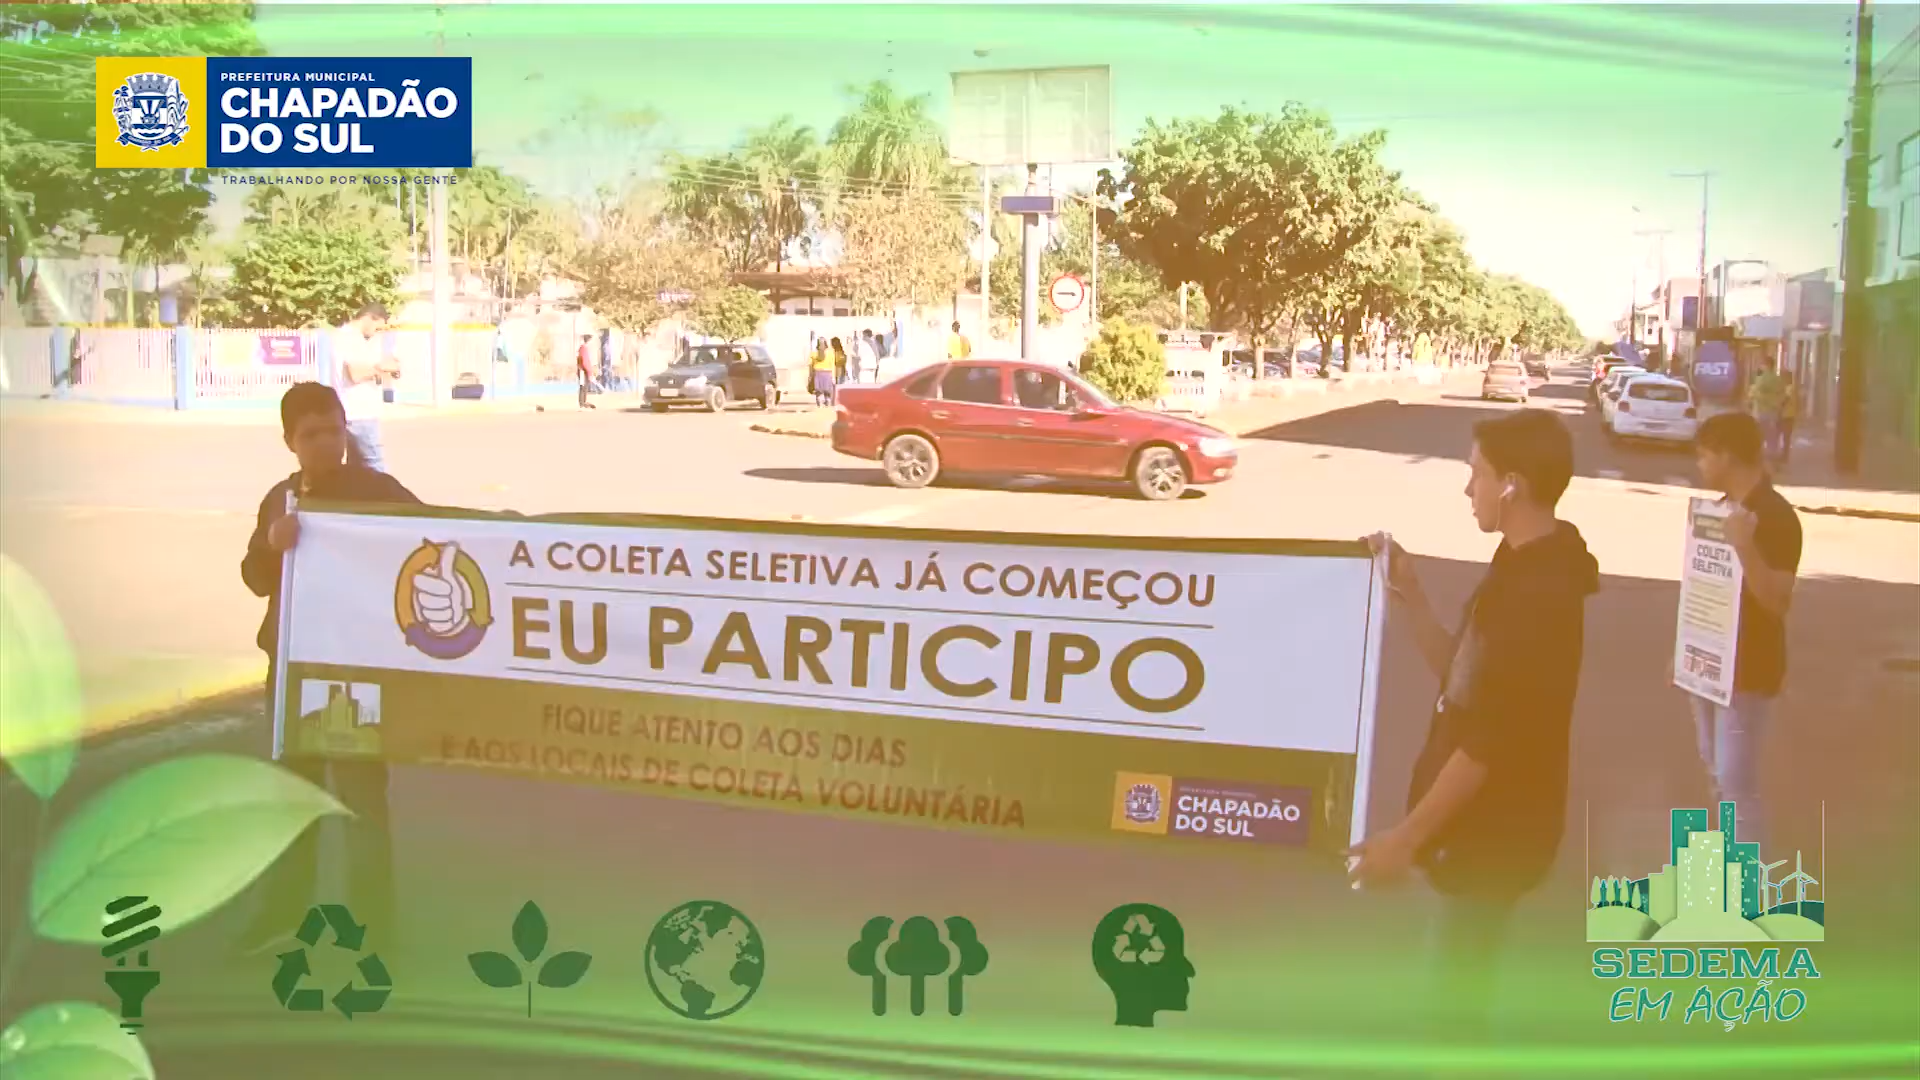 PREFEITURA MUNICIPAL
CHAPADÃO
DO SUL
TRABALHANDO POR NOSSA GENTE
FAST
A COLETA SELETIVA JÁ COMEÇOU
EU PARTICIPO
FIQUE ATENTO AOS DIAS
E AOS LOCAIS DE COLETA VOLUNTÁRIA
CHAPADÃO
DO SUL
COLETA
SELETIVA
SEDEMA
EM AÇÃO